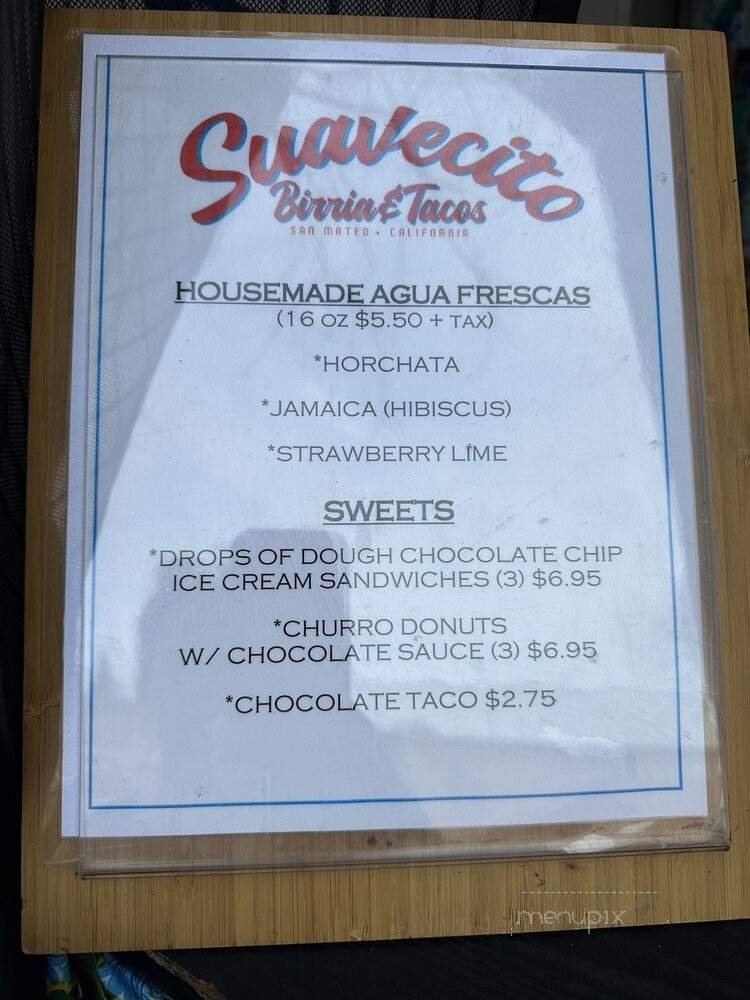 Suavecito
Birria & Tacos
SAN MATEO • CALIFORNIA
HOUSEMADE AGUA FRESCAS
(16 OZ $5.50 + TAX)
*HORCHATA
*JAMAICA (HIBISCUS)
*STRAWBERRY LIME
SWEETS
*DROPS OF DOUGH CHOCOLATE CHIP
ICE CREAM SANDWICHES (3) $6.95
*CHURRO DONUTS
W/ CHOCOLATE SAUCE (3) $6.95
*CHOCOLATE TACO $2.75
menupix